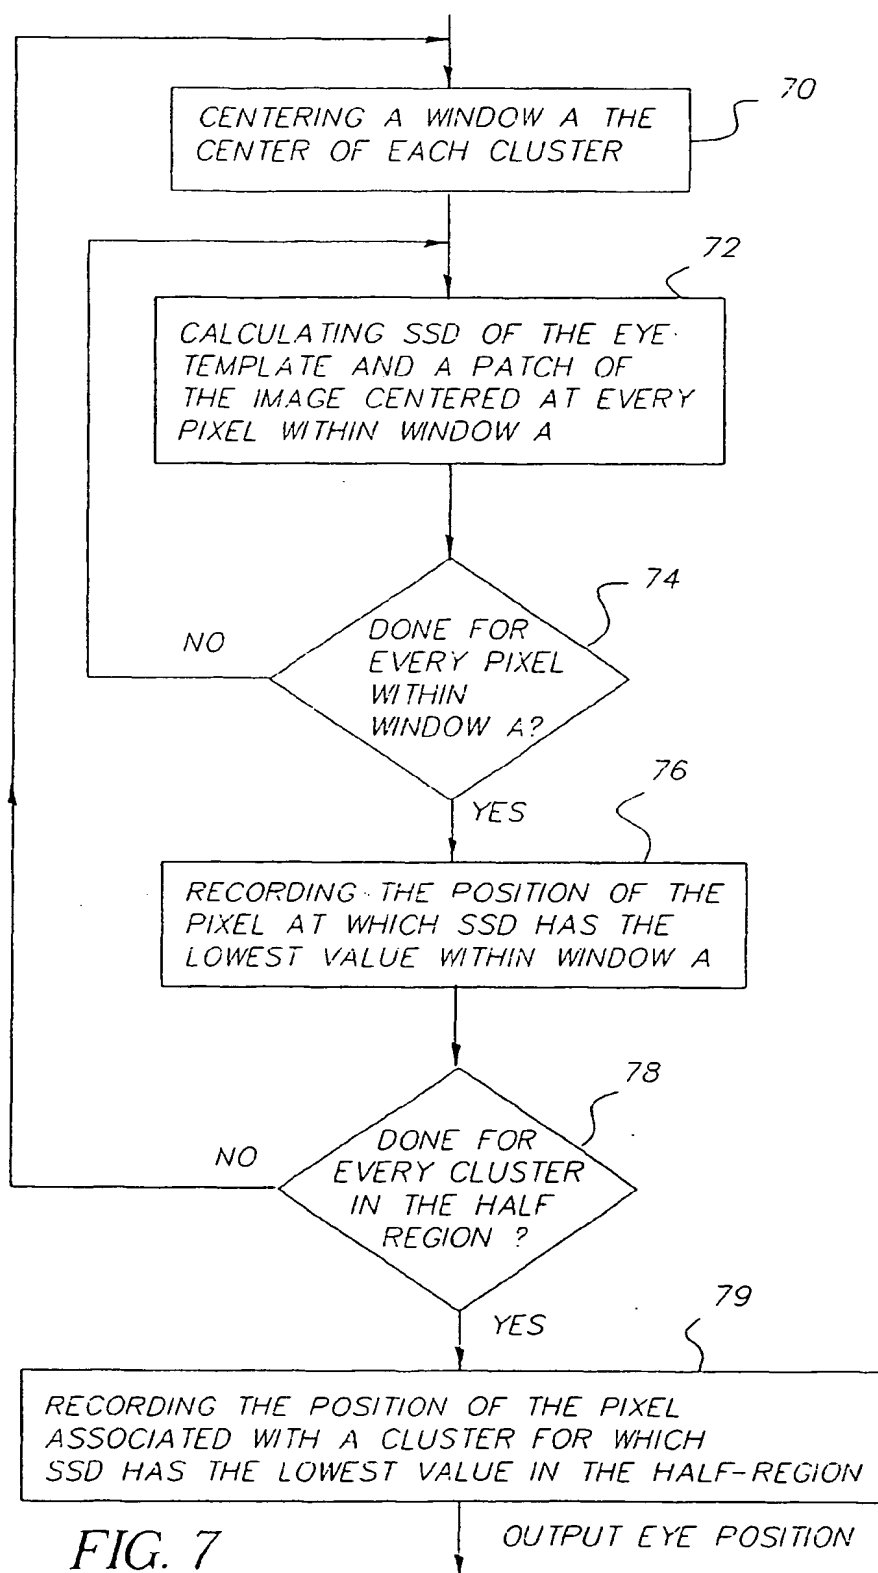 70
CENTERING A WINDOW A THE
CENTER OF EACH CLUSTER
72
CALCULATING SSD OF THE EYE
TEMPLATE AND A PATCH OF
THE IMAGE CENTERED AT EVERY
PIXEL WITHIN WINDOW A
74
NO
DONE FOR
EVERY PIXEL
WITHIN
WINDOW A?
76
YES
RECORDING THE POSITION OF THE
PIXEL AT WHICH SSD HAS THE
LOWEST VALUE WITHIN WINDOW A
78
NO
DONE FOR
EVERY CLUSTER
IN THE HALF
REGION ?
79
YES
RECORDING THE POSITION OF THE PIXEL
ASSOCIATED WITH A CLUSTER FOR WHICH
SSD HAS THE LOWEST VALUE IN THE HALF-REGION
FIG. 7
OUTPUT EYE POSITION